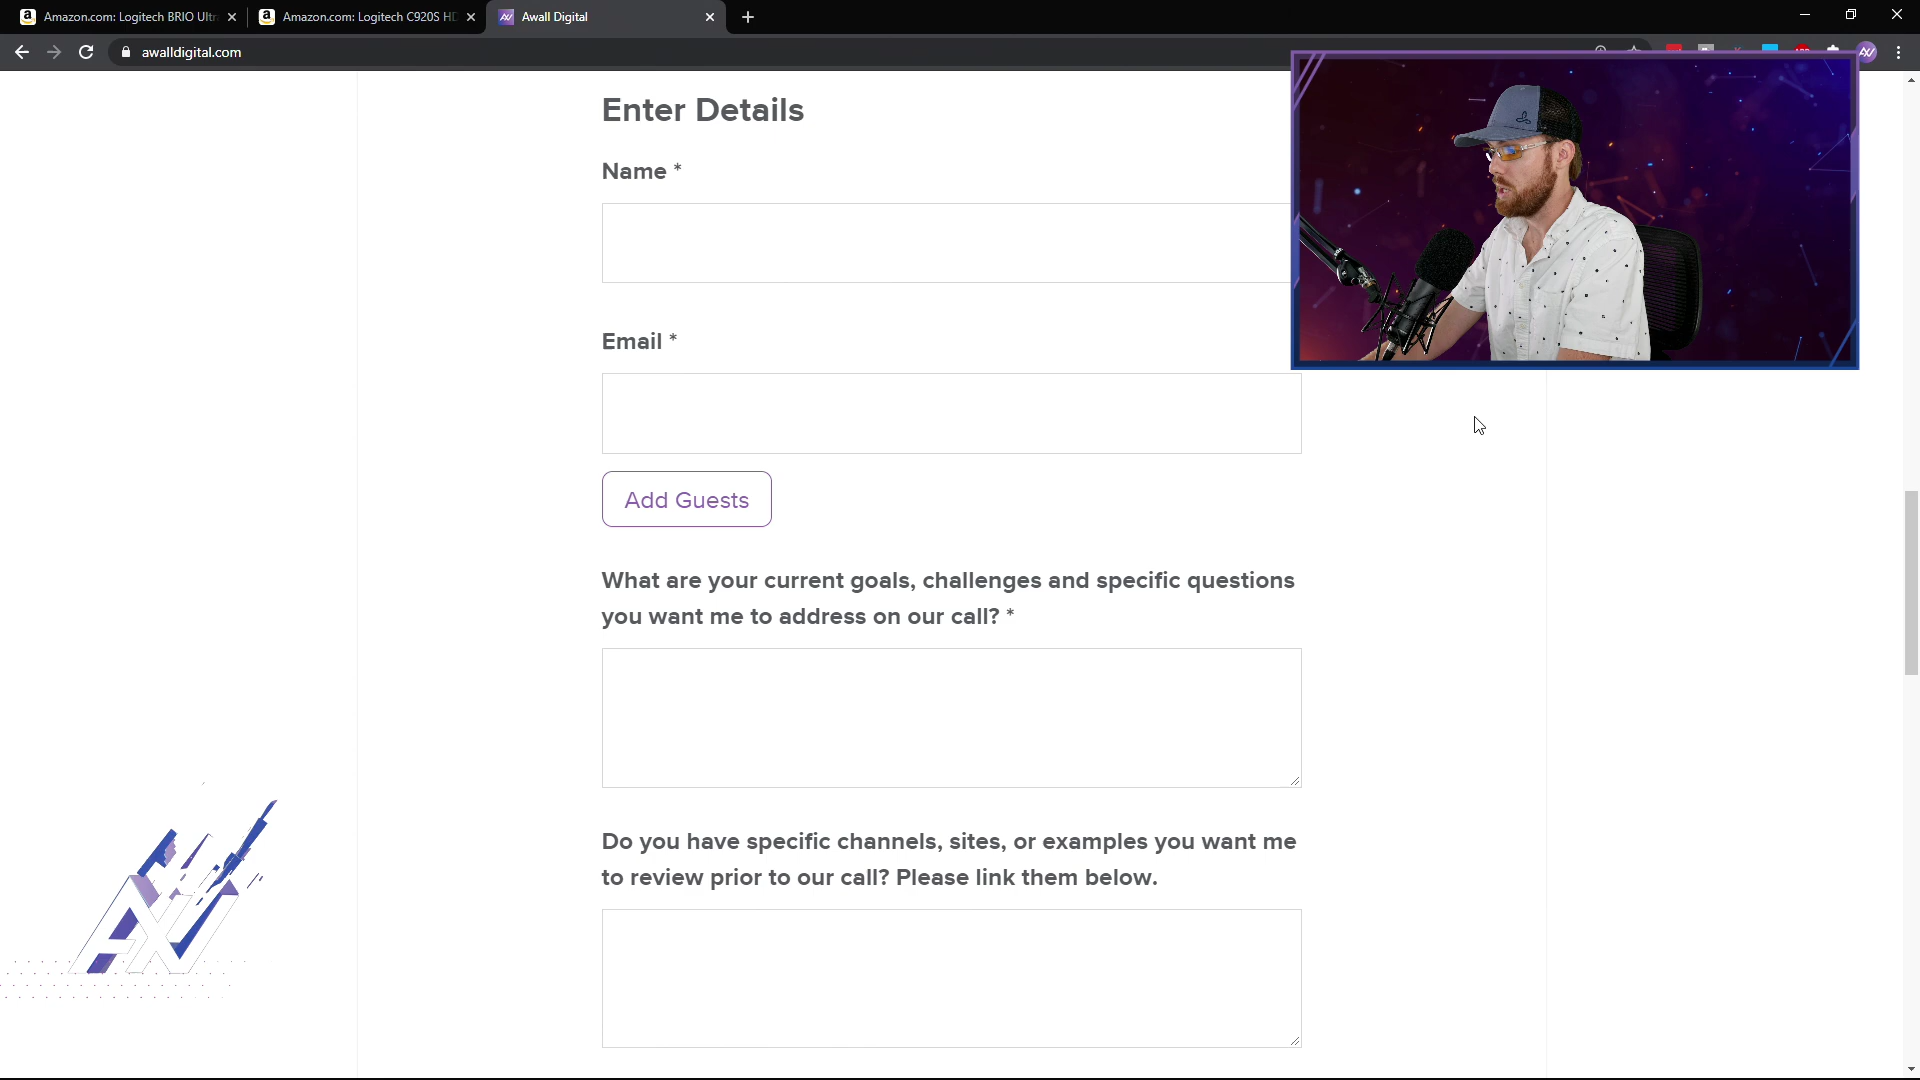 Amazon.com: Logitech BRIO Ult
Amazon.com: Logitech C920S HD
Awall Digital
awalldigital.com
Enter Details
Name *
Email *
Add Guests
What are your current goals, challenges and specific questions
you want me to address on our call? *
Do you have specific channels, sites, or examples you want me
to review prior to our call? Please link them below.